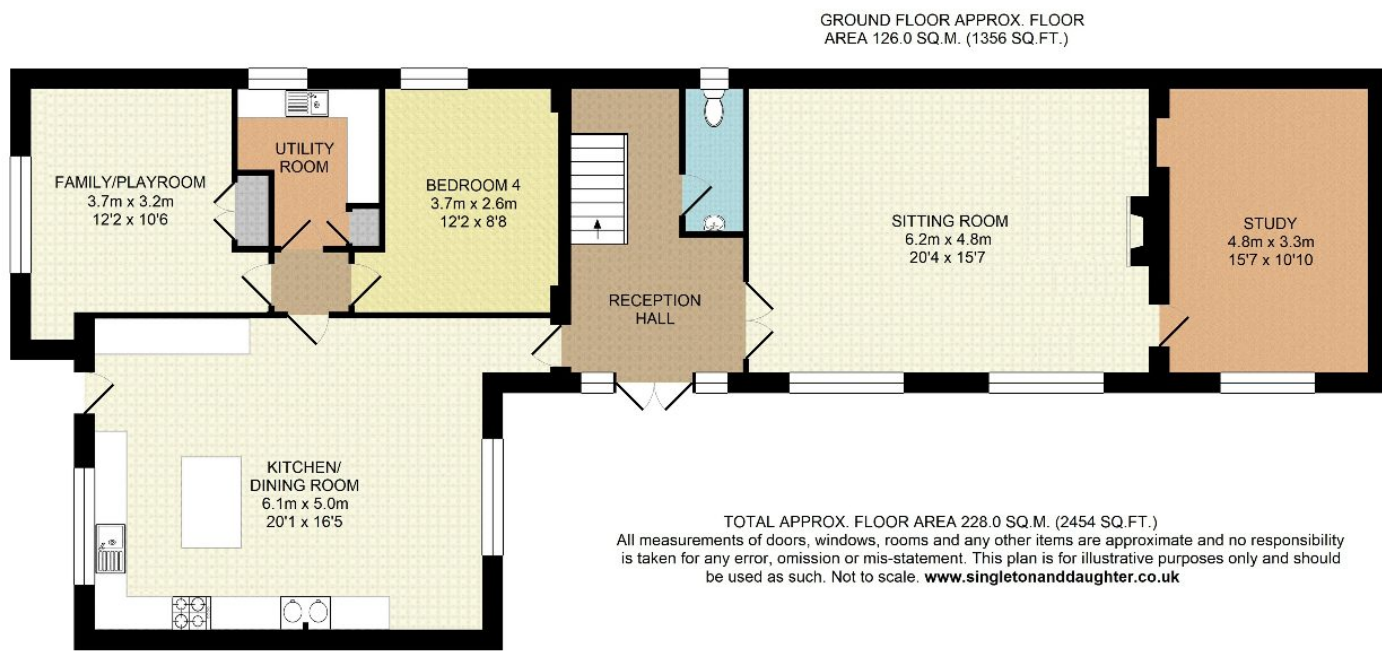 GROUND FLOOR APPROX. FLOOR
AREA 126.0 SQ.M. (1356 SQ.FT.)
FAMILY/PLAYROOM
3.7m x 3.2m
12'2 x 10'6
UTILITY
ROOM
BEDROOM 4
3.7m x 2.6m
12'2 x 8'8
RECEPTION
HALL
SITTING ROOM
6.2m x 4.8m
20'4 x 15'7
STUDY
4.8m x 3.3m
15'7 x 10'10
KITCHEN/
DINING ROOM
6.1m x 5.0m
20'1 x 16'5
TOTAL APPROX. FLOOR AREA 228.0 SQ.M. (2454 SQ.FT.)
All measurements of doors, windows, rooms and any other items are approximate and no responsibility
is taken for any error, omission or mis-statement. This plan is for illustrative purposes only and should
be used as such. Not to scale. www.singletonanddaughter.co.uk